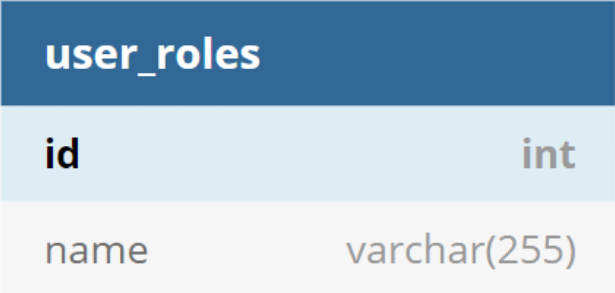 user_roles
id int
name varchar(255)